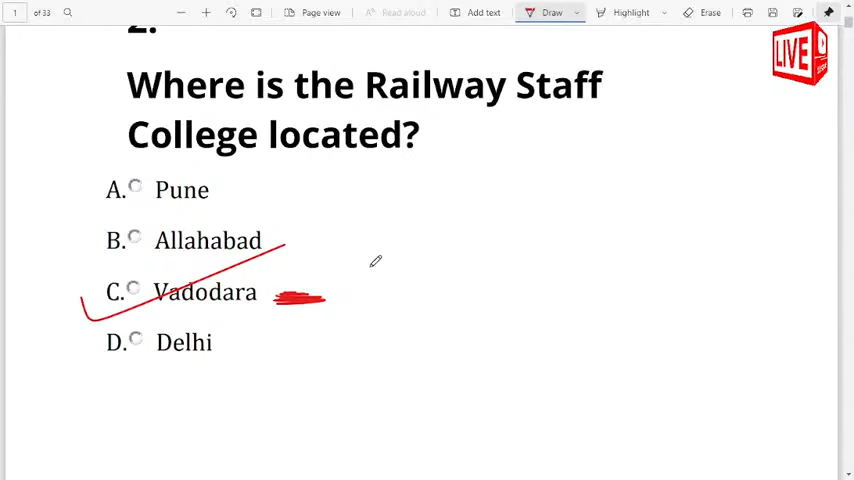 1 of 33 Page view Read aloud Add text Draw Highlight Erase
2.
LIVE
Where is the Railway Staff
College located?
A. Pune
B. Allahabad
C. Vadodara
D. Delhi